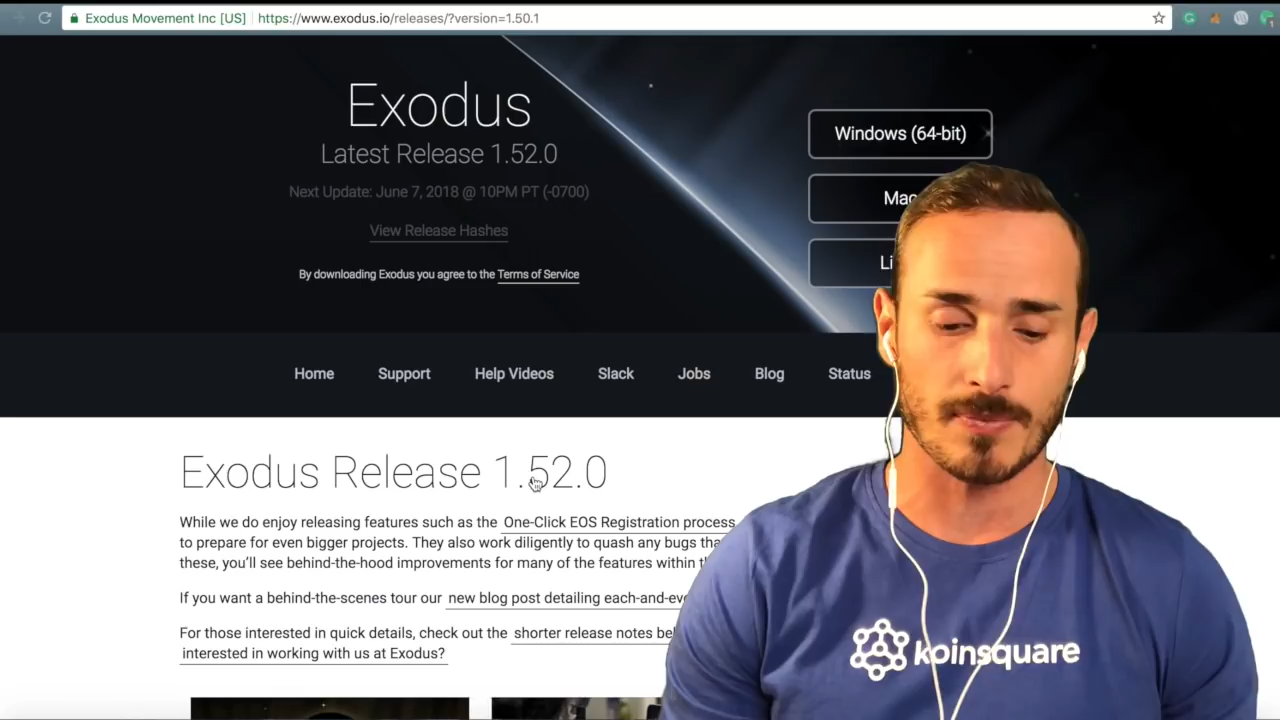 Exodus Movement Inc [US] https://www.exodus.io/releases/?version=1.50.1
Exodus
Latest Release 1.52.0
Next Update: June 7, 2018 @ 10PM PT (-0700)
View Release Hashes
By downloading Exodus you agree to the Terms of Service
Windows (64-bit)
Mac
Li
Home Support Help Videos Slack Jobs Blog Status
Exodus Release 1.52.0
While we do enjoy releasing features such as the One-Click EOS Registration process
to prepare for even bigger projects. They also work diligently to quash any bugs tha
these, you'll see behind-the-hood improvements for many of the features within
If you want a behind-the-scenes tour our new blog post detailing each-and-eve
For those interested in quick details, check out the shorter release notes bel
interested in working with us at Exodus?
koinsquare